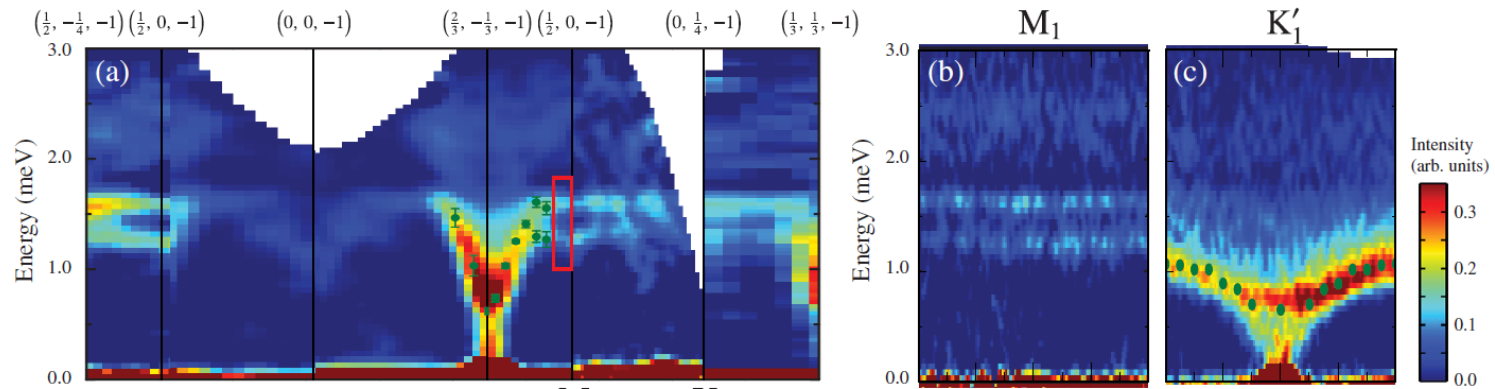 (1/2, -1/4, -1) (1/2, 0, -1) (0, 0, -1) (2/3, -1/3, -1) (1/2, 0, -1) (0, 1/4, -1) (1/3, 1/3, -1) M₁ K′₁
3.0 (a) 3.0 (b) (c)
Intensity
(arb. units)
Energy (meV) 2.0 Energy (meV) 2.0
0.3
1.0 1.0 0.2
0.1
0.0 0.0 0.0